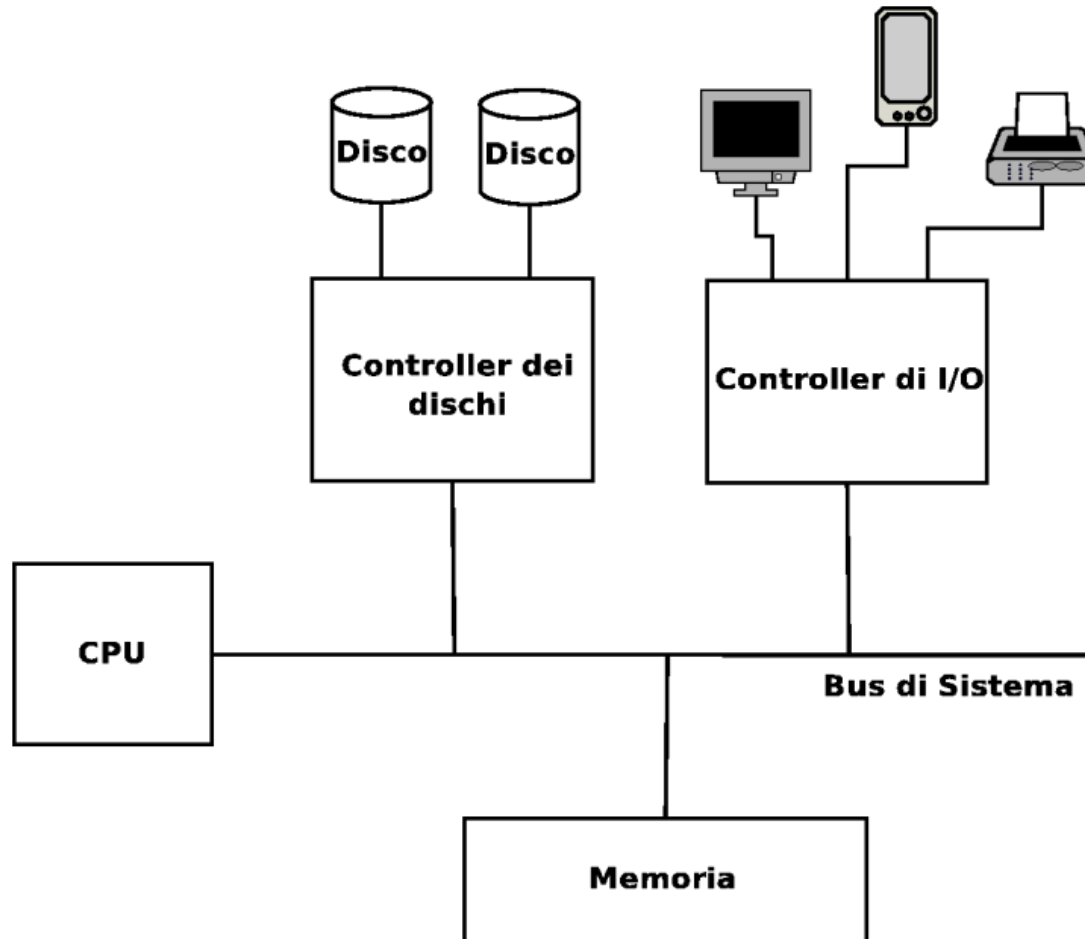 Disco
Disco
Controller dei
dischi
Controller di I/O
CPU
Bus di Sistema
Memoria